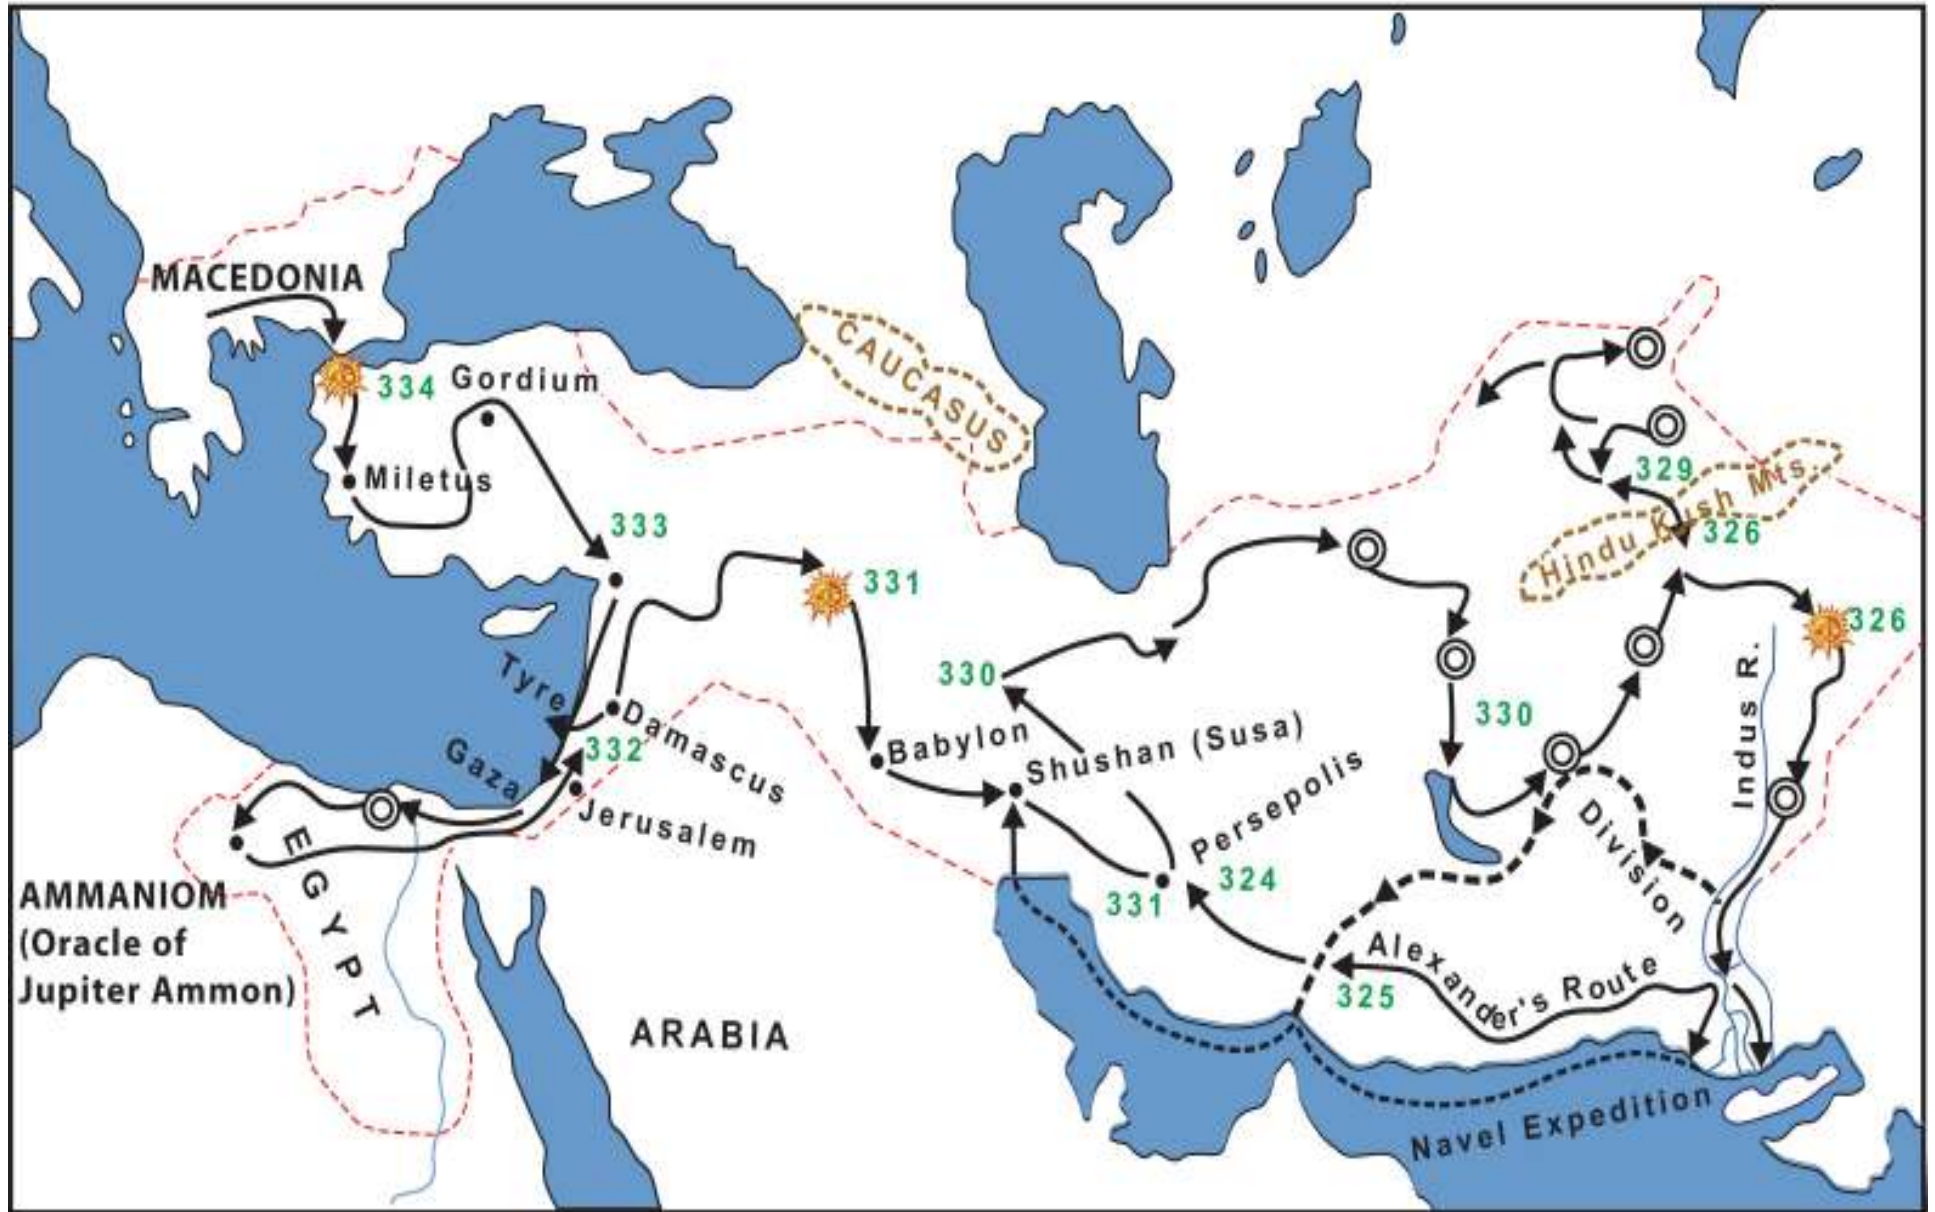 MACEDONIA
334
Gordium
CAUCASUS
Miletus
333
331
329
Hindu Kush Mts.
326
326
Tyre
Damascus
332
Gaza
Jerusalem
330
Babylon
Shushan (Susa)
330
Indus R.
Persepolis
324
331
Division
EGYPT
AMMANIOM
(Oracle of
Jupiter Ammon)
ARABIA
Alexander's Route
325
Navel Expedition